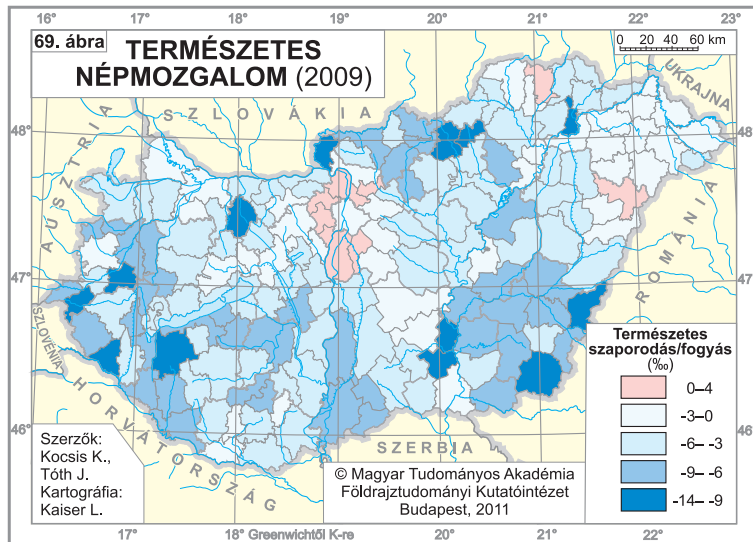 16° 17° 18° 19° 20° 21° 22° 23°
69. ábra
TERMÉSZETES
NÉPMOZGALOM (2009)
0 20 40 60 km
UKRAJNA
SZLOVÁKIA
AUSZTRIA
48° 48°
47° 47°
ROMÁNIA
SZLOVÉNIA
HORVÁTORSZÁG
46° 46°
SZERBIA
Természetes
szaporodás/fogyás
(‰)
0–4
-3–0
-6– -3
-9– -6
-14– -9
Szerzők:
Kocsis K.,
Tóth J.
Kartográfia:
Kaiser L.
© Magyar Tudományos Akadémia
Földrajztudományi Kutatóintézet
Budapest, 2011
17° 18° Greenwichtől K-re 19° 20° 21° 22°